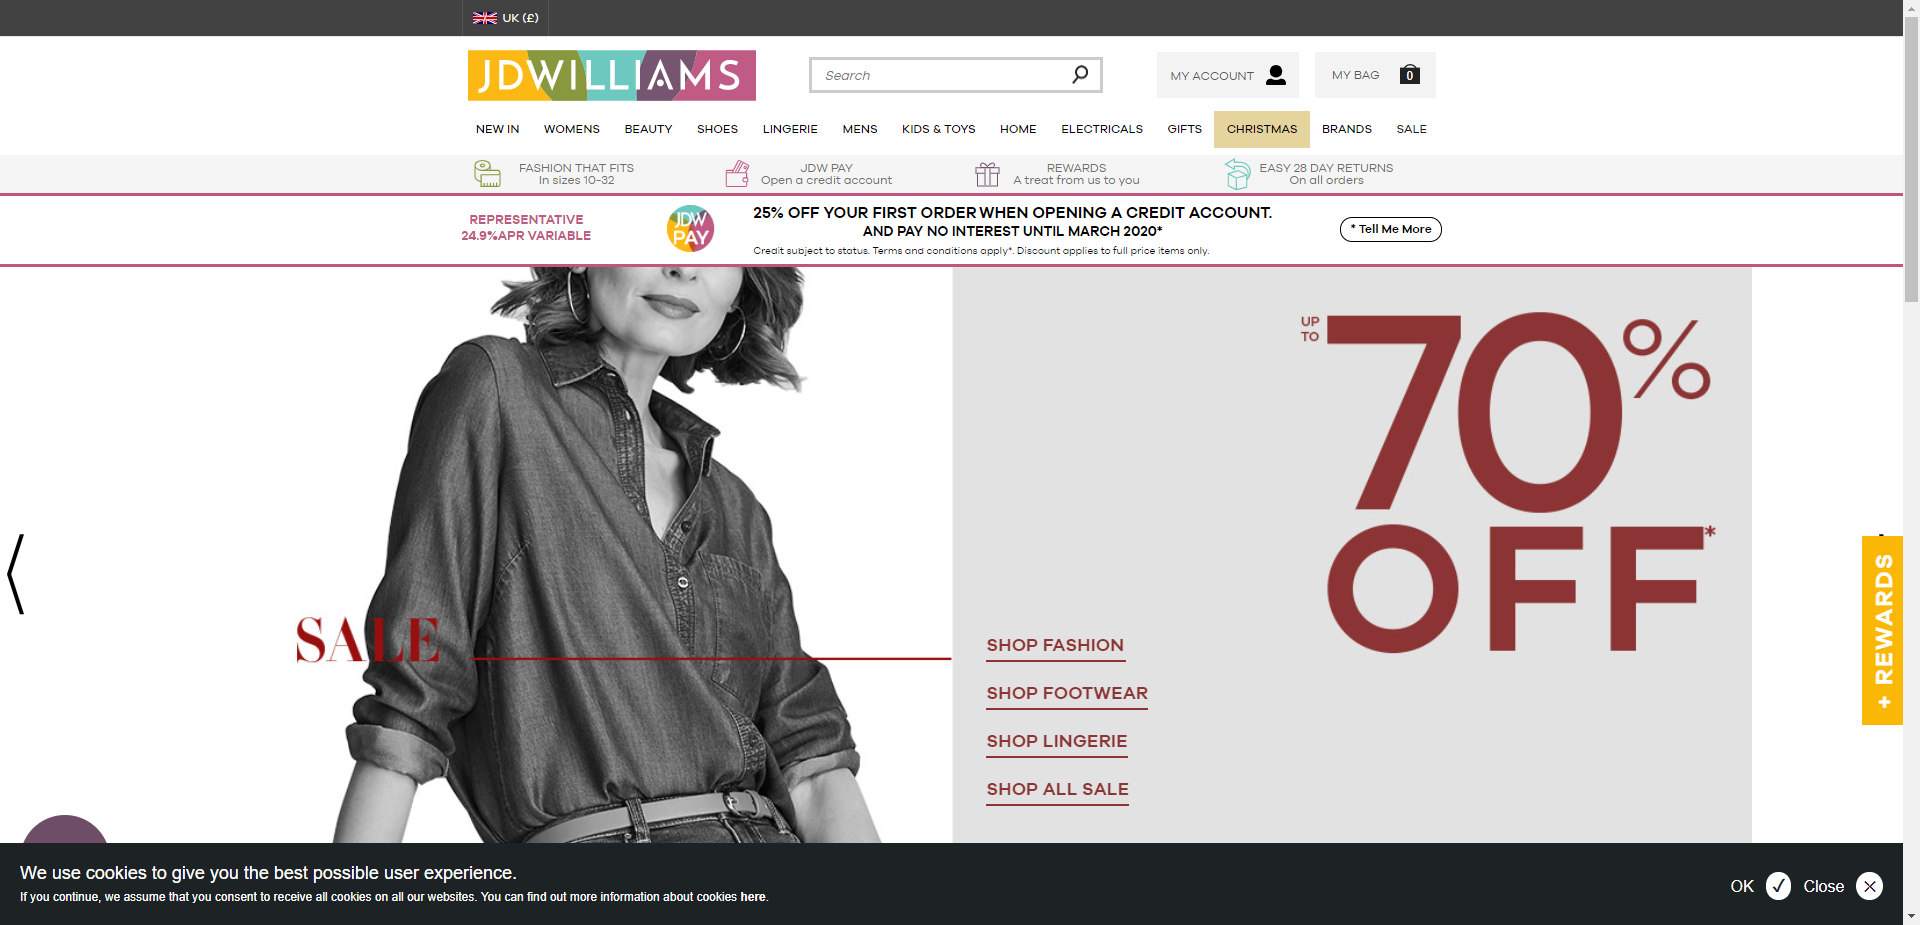 UK (£)
JDWILLIAMS
Search
MY ACCOUNT
MY BAG
0
NEW IN
WOMENS
BEAUTY
SHOES
LINGERIE
MENS
KIDS & TOYS
HOME
ELECTRICALS
GIFTS
CHRISTMAS
BRANDS
SALE
FASHION THAT FITS
In sizes 10-32
JDW PAY
Open a credit account
REWARDS
A treat from us to you
EASY 28 DAY RETURNS
On all orders
REPRESENTATIVE
24.9%APR VARIABLE
JDW
PAY
25% OFF YOUR FIRST ORDER WHEN OPENING A CREDIT ACCOUNT.
AND PAY NO INTEREST UNTIL MARCH 2020*
Credit subject to status. Terms and conditions apply*. Discount applies to full price items only.
* Tell Me More
UP
TO
70%
OFF*
SALE
SHOP FASHION
SHOP FOOTWEAR
SHOP LINGERIE
SHOP ALL SALE
+ REWARDS
We use cookies to give you the best possible user experience.
If you continue, we assume that you consent to receive all cookies on all our websites. You can find out more information about cookies here.
OK
Close